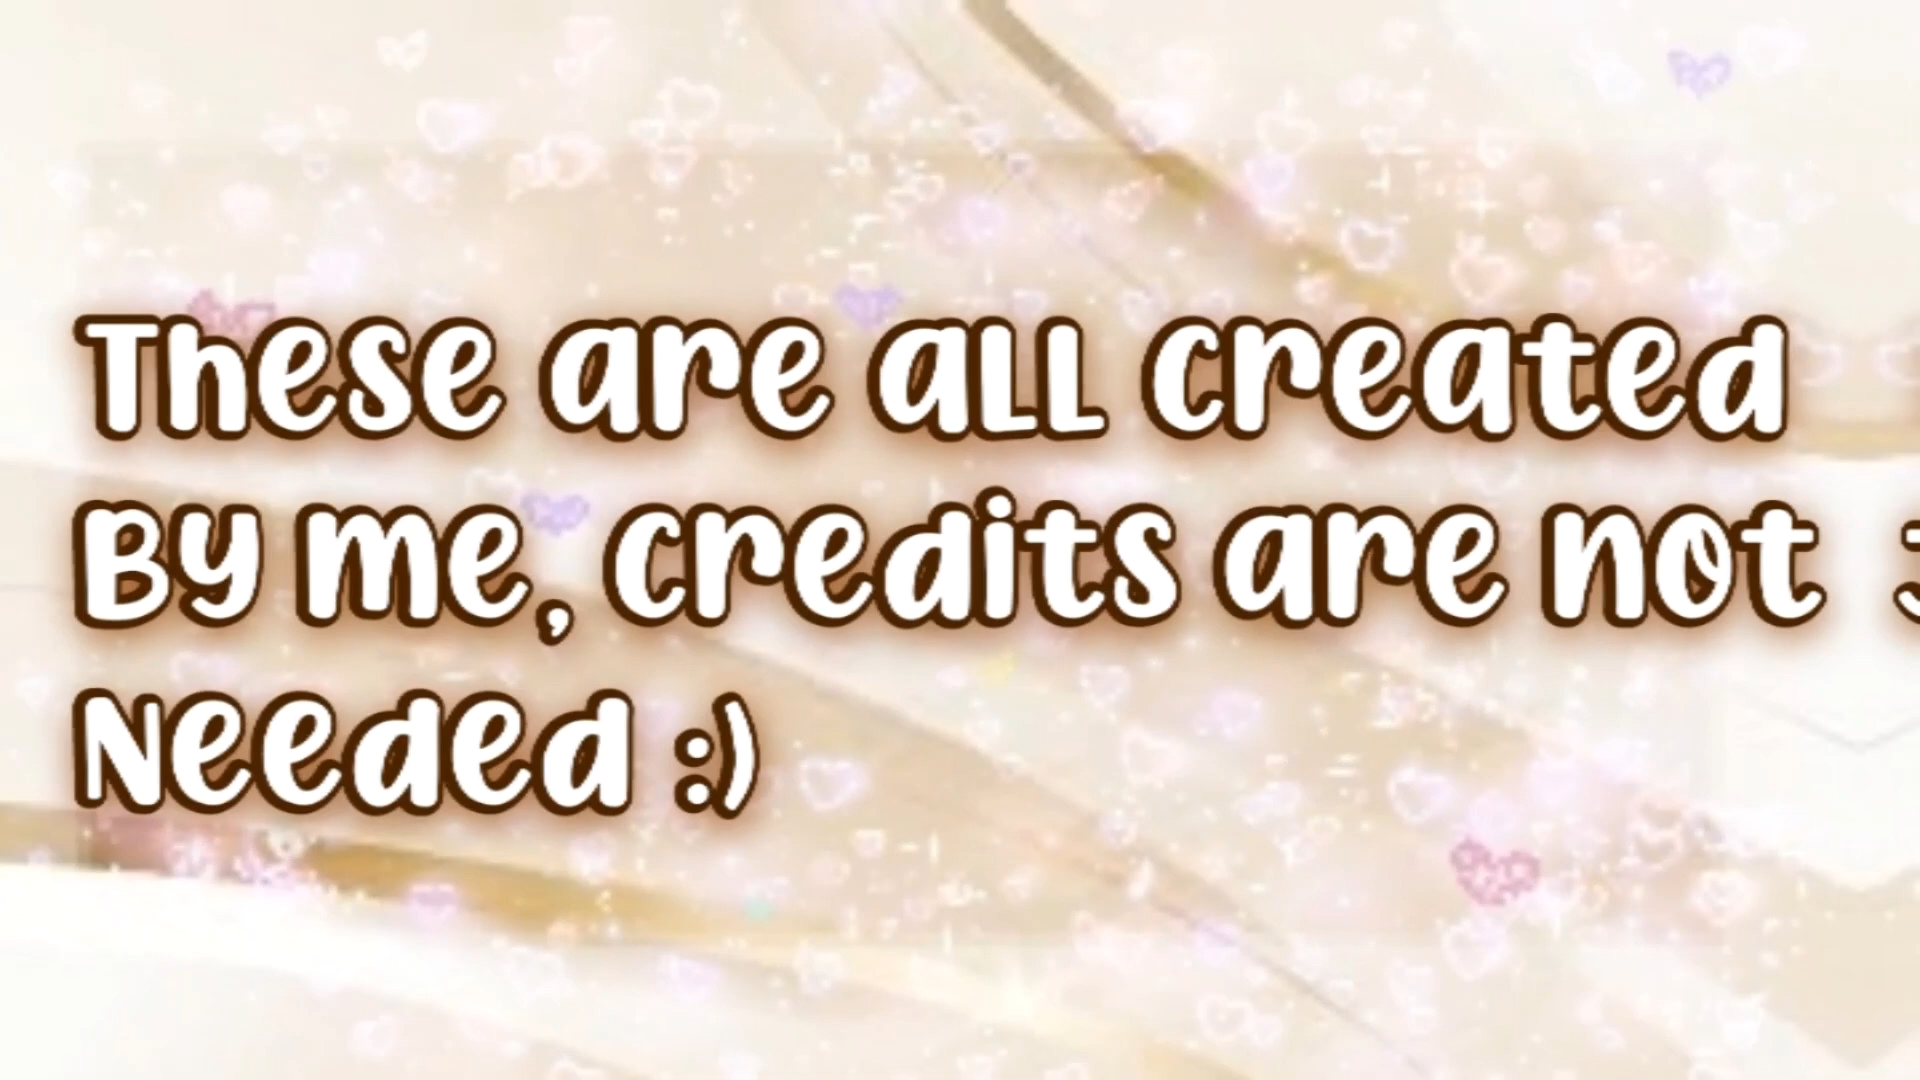 These are all created
By me, credits are not
Needed :)